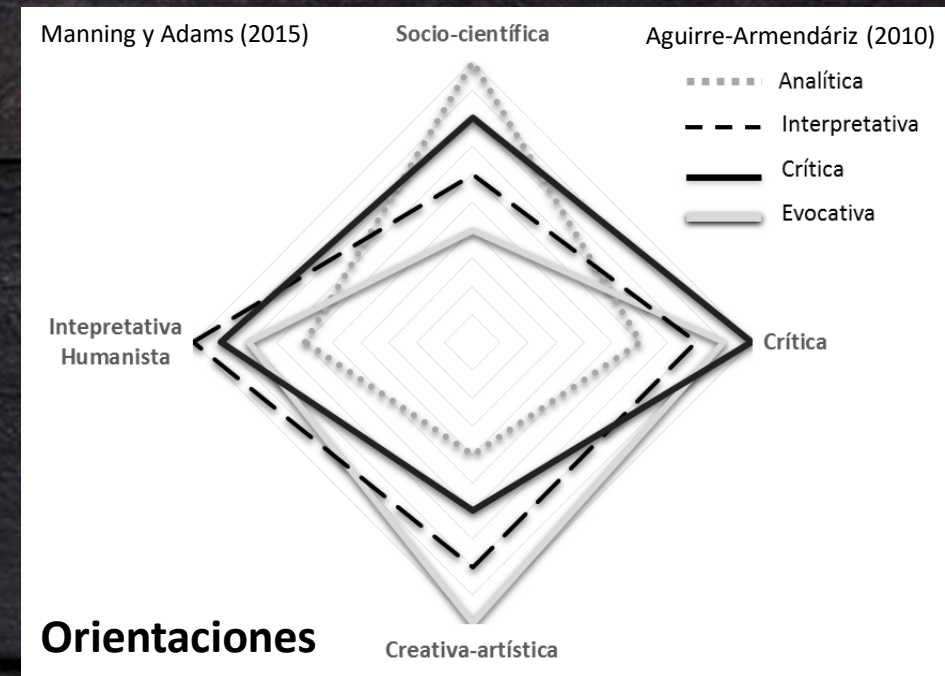 Manning y Adams (2015)
Socio-científica
Aguirre-Armendáriz (2010)
Analítica
Interpretativa
Crítica
Evocativa
Intepretativa
Humanista
Crítica
Orientaciones
Creativa-artística